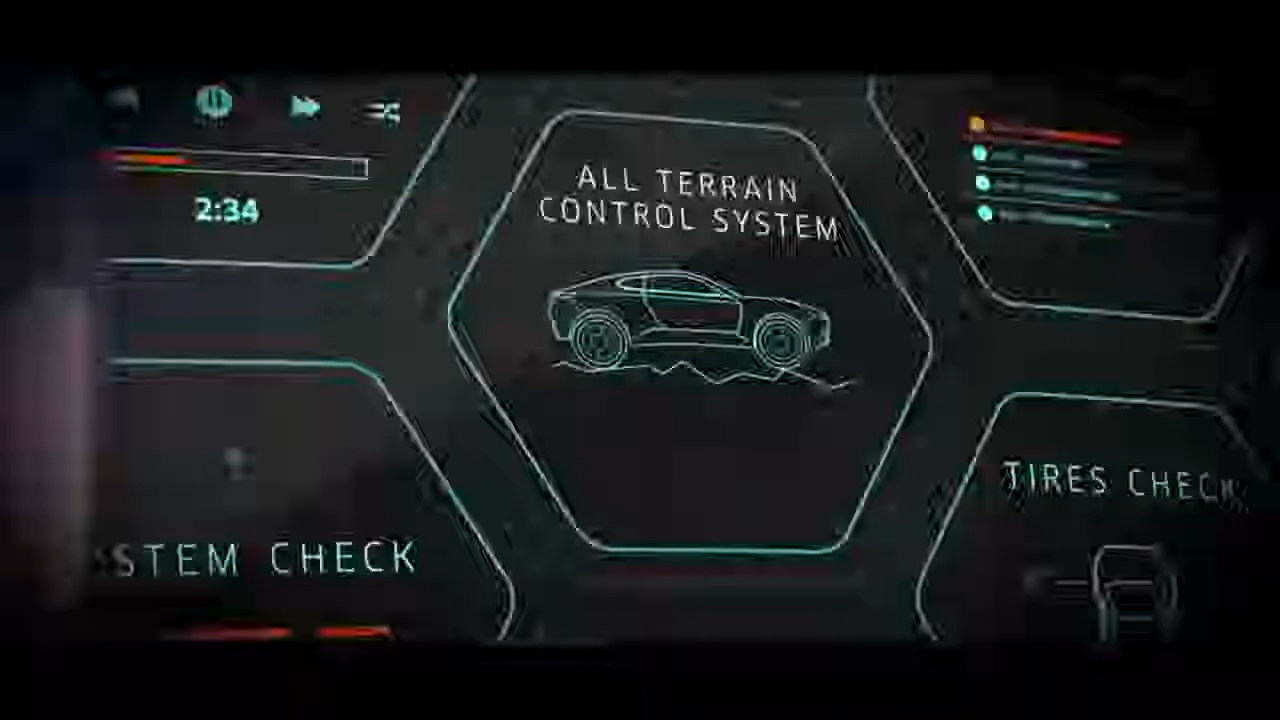 2:34
ALL TERRAIN
CONTROL SYSTEM
TIRES CHECK
STEM CHECK